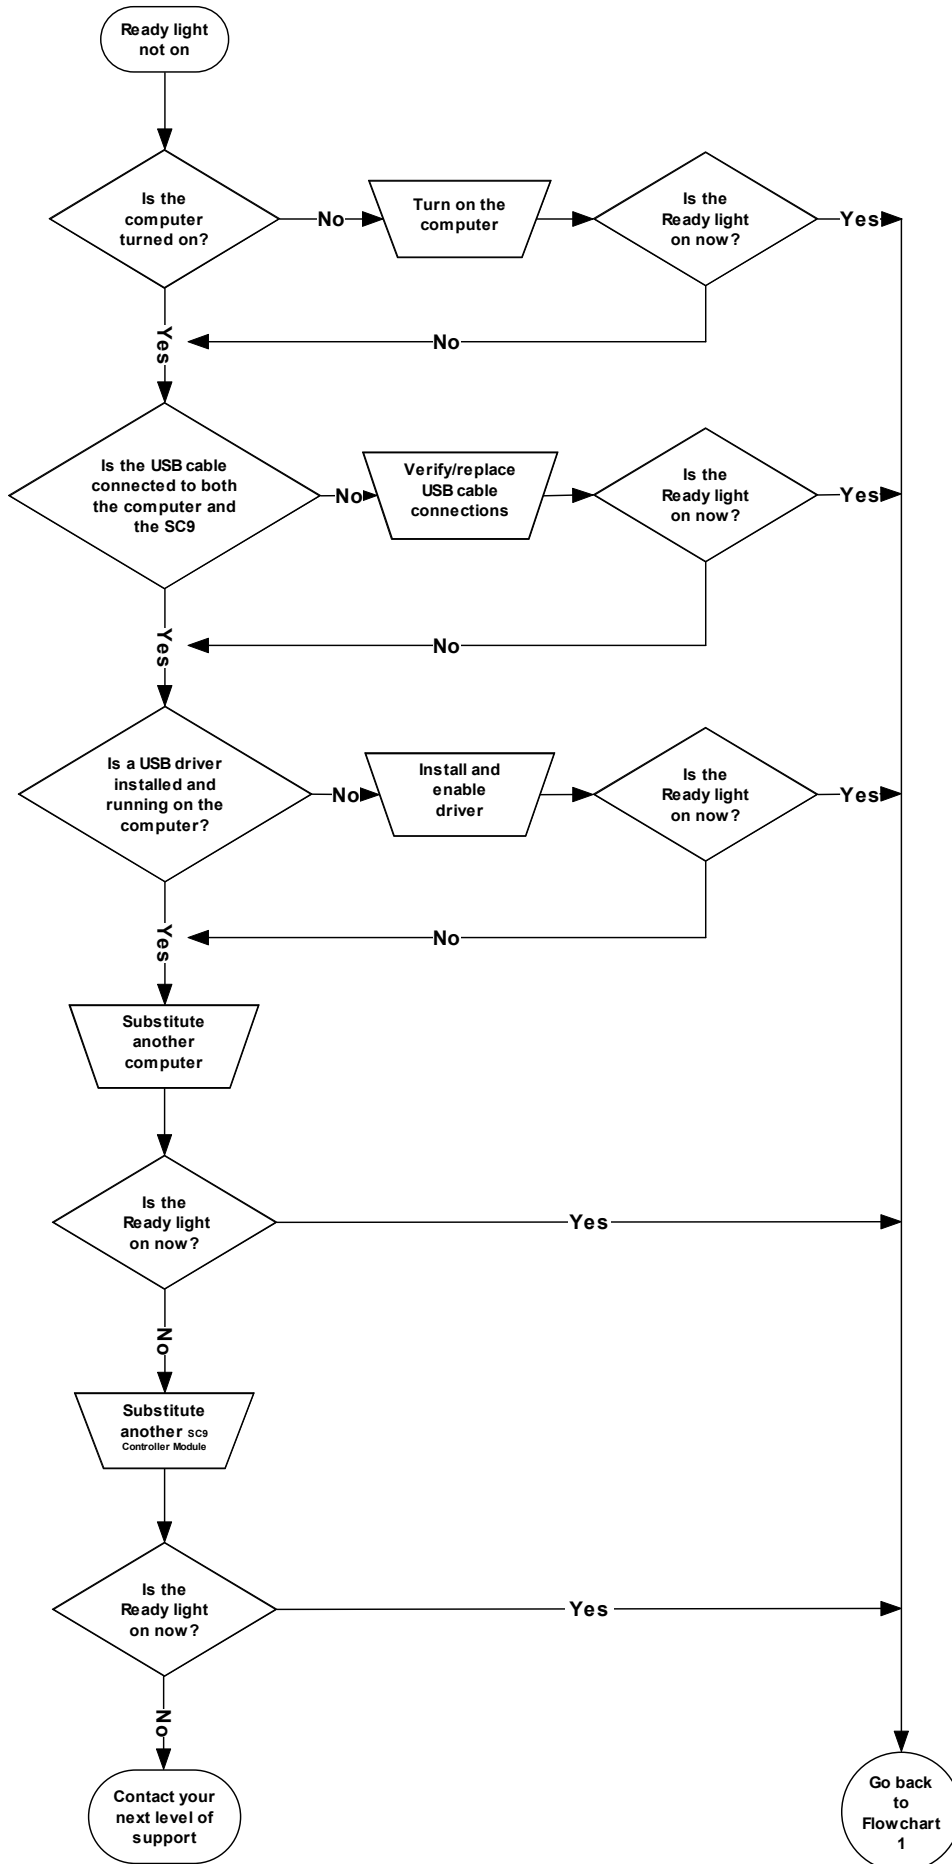 Ready light
not on
Is the
computer
turned on?
No
Turn on the
computer
Is the
Ready light
on now?
Yes
No
Yes
Is the USB cable
connected to both
the computer and
the SC9
No
Verify/replace
USB cable
connections
Is the
Ready light
on now?
Yes
No
Yes
Is a USB driver
installed and
running on the
computer?
No
Install and
enable
driver
Is the
Ready light
on now?
Yes
No
Yes
Substitute
another
computer
Is the
Ready light
on now?
Yes
No
Substitute
another SC9
Controller Module
Is the
Ready light
on now?
Yes
No
Contact your
next level of
support
Go back
to
Flowchart
1